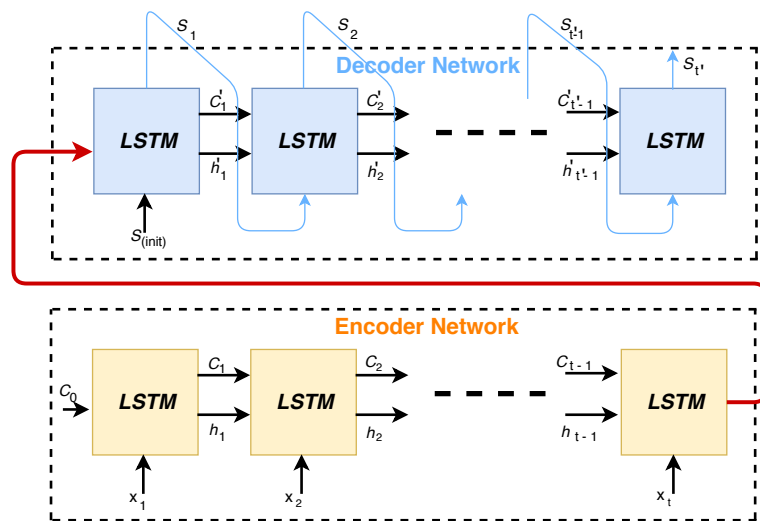 S1 S2 St'-1
Decoder Network St'
C'1 C'2 C't'-1
LSTM LSTM LSTM
h'1 h'2 h't'-1
S(init)
Encoder Network
C1 C2 Ct-1
C0 LSTM LSTM LSTM
h1 h2 ht-1
x1 x2 xt